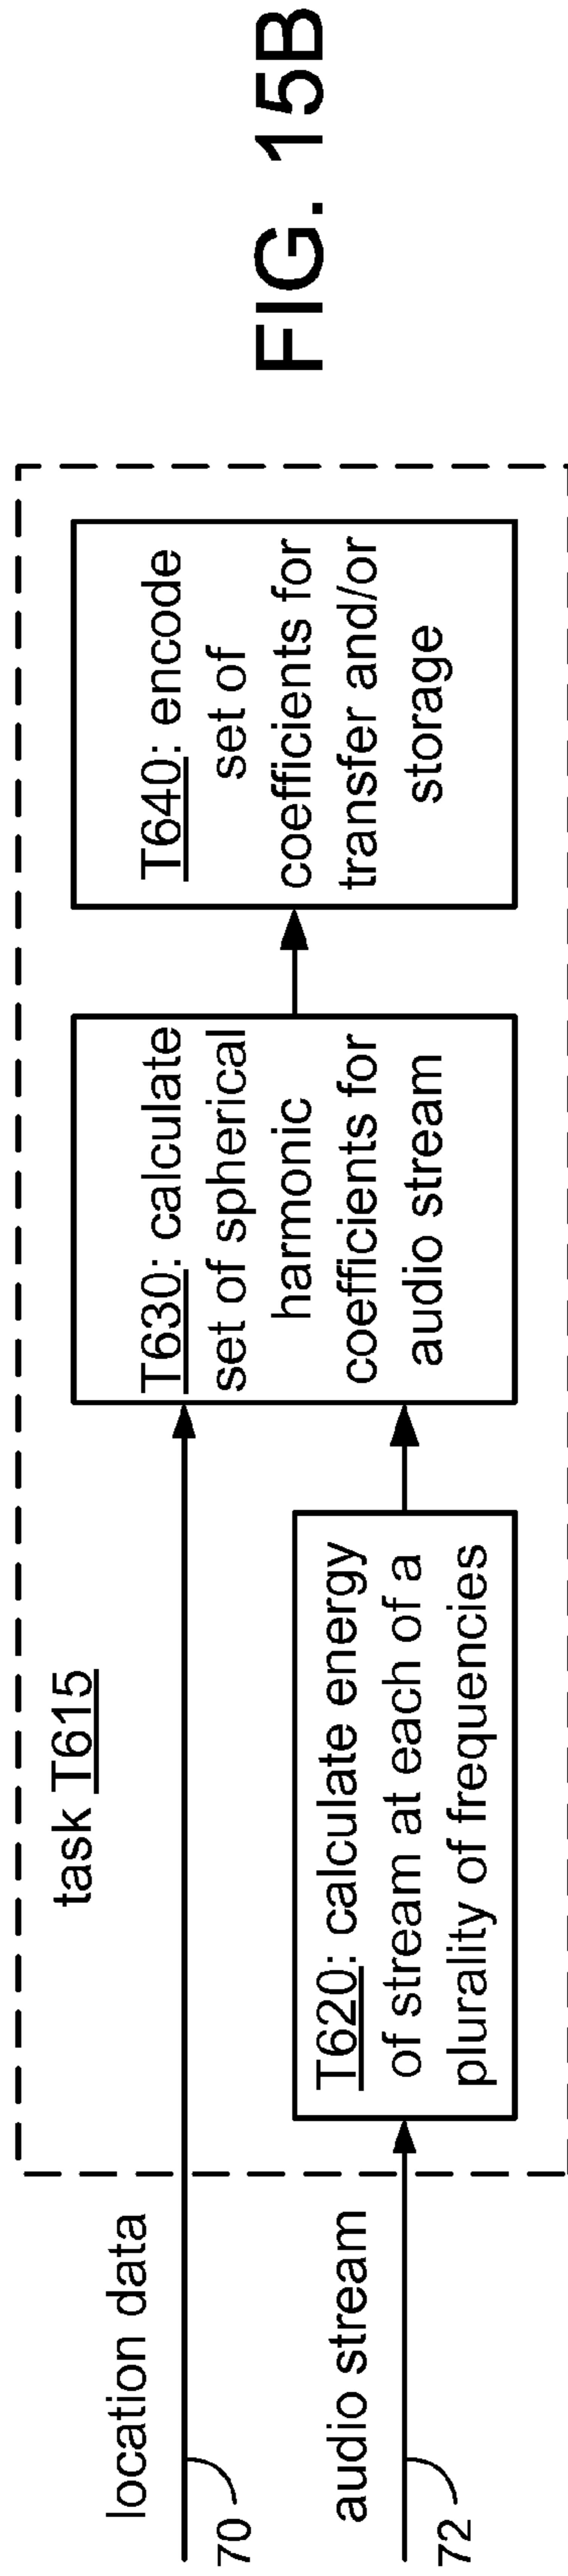 task T615
location data
70
audio stream
72
T620: calculate energy
of stream at each of a
plurality of frequencies
T630: calculate
set of spherical
harmonic
coefficients for
audio stream
T640: encode
set of
coefficients for
transfer and/or
storage
FIG. 15B